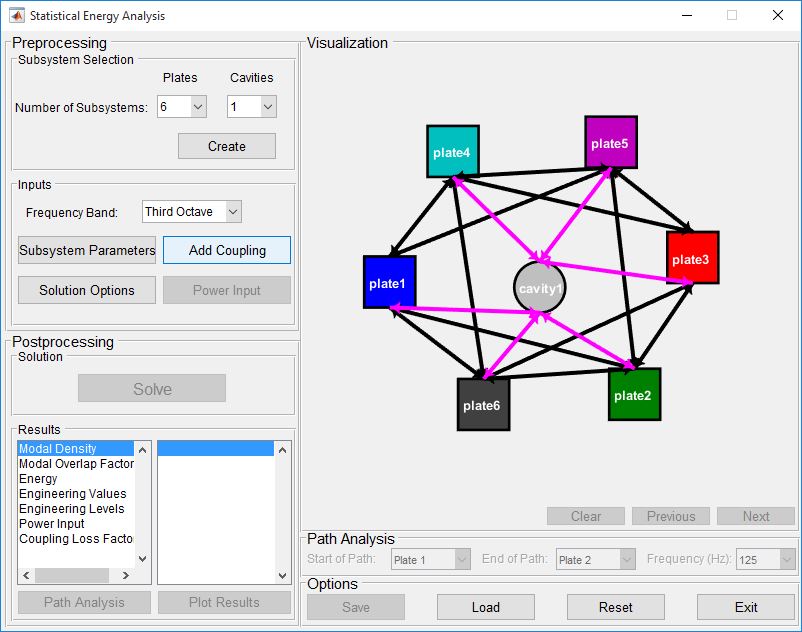 Statistical Energy Analysis
Preprocessing
Subsystem Selection
Plates Cavities
Number of Subsystems: 6 1
Create
Inputs
Frequency Band: Third Octave
Subsystem Parameters Add Coupling
Solution Options Power Input
Postprocessing
Solution
Solve
Results
Modal Density
Modal Overlap Factor
Energy
Engineering Values
Engineering Levels
Power Input
Coupling Loss Facto
Path Analysis Plot Results
Visualization
plate4
plate5
plate3
plate1
cavity1
plate6
plate2
Clear Previous Next
Path Analysis
Start of Path: Plate 1 End of Path: Plate 2 Frequency (Hz): 125
Options
Save Load Reset Exit